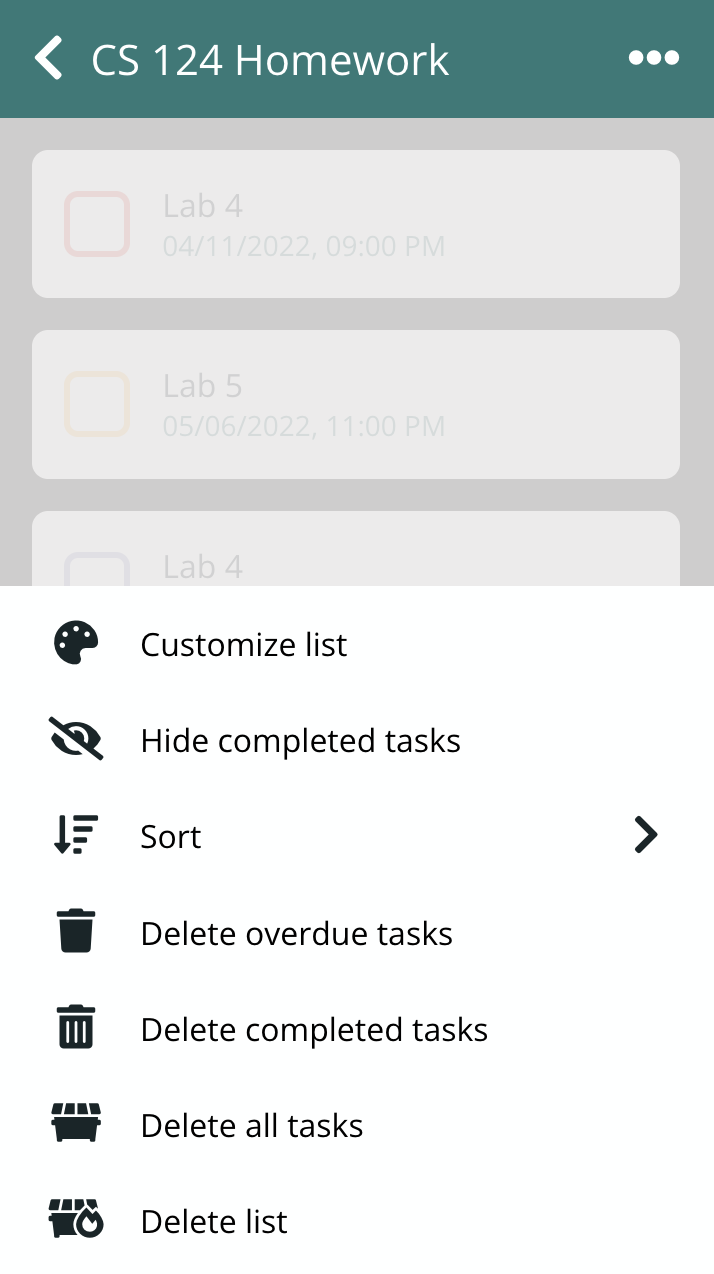 CS 124 Homework
Lab 4
04/11/2022, 09:00 PM
Lab 5
05/06/2022, 11:00 PM
Lab 4
Customize list
Hide completed tasks
Sort
Delete overdue tasks
Delete completed tasks
Delete all tasks
Delete list